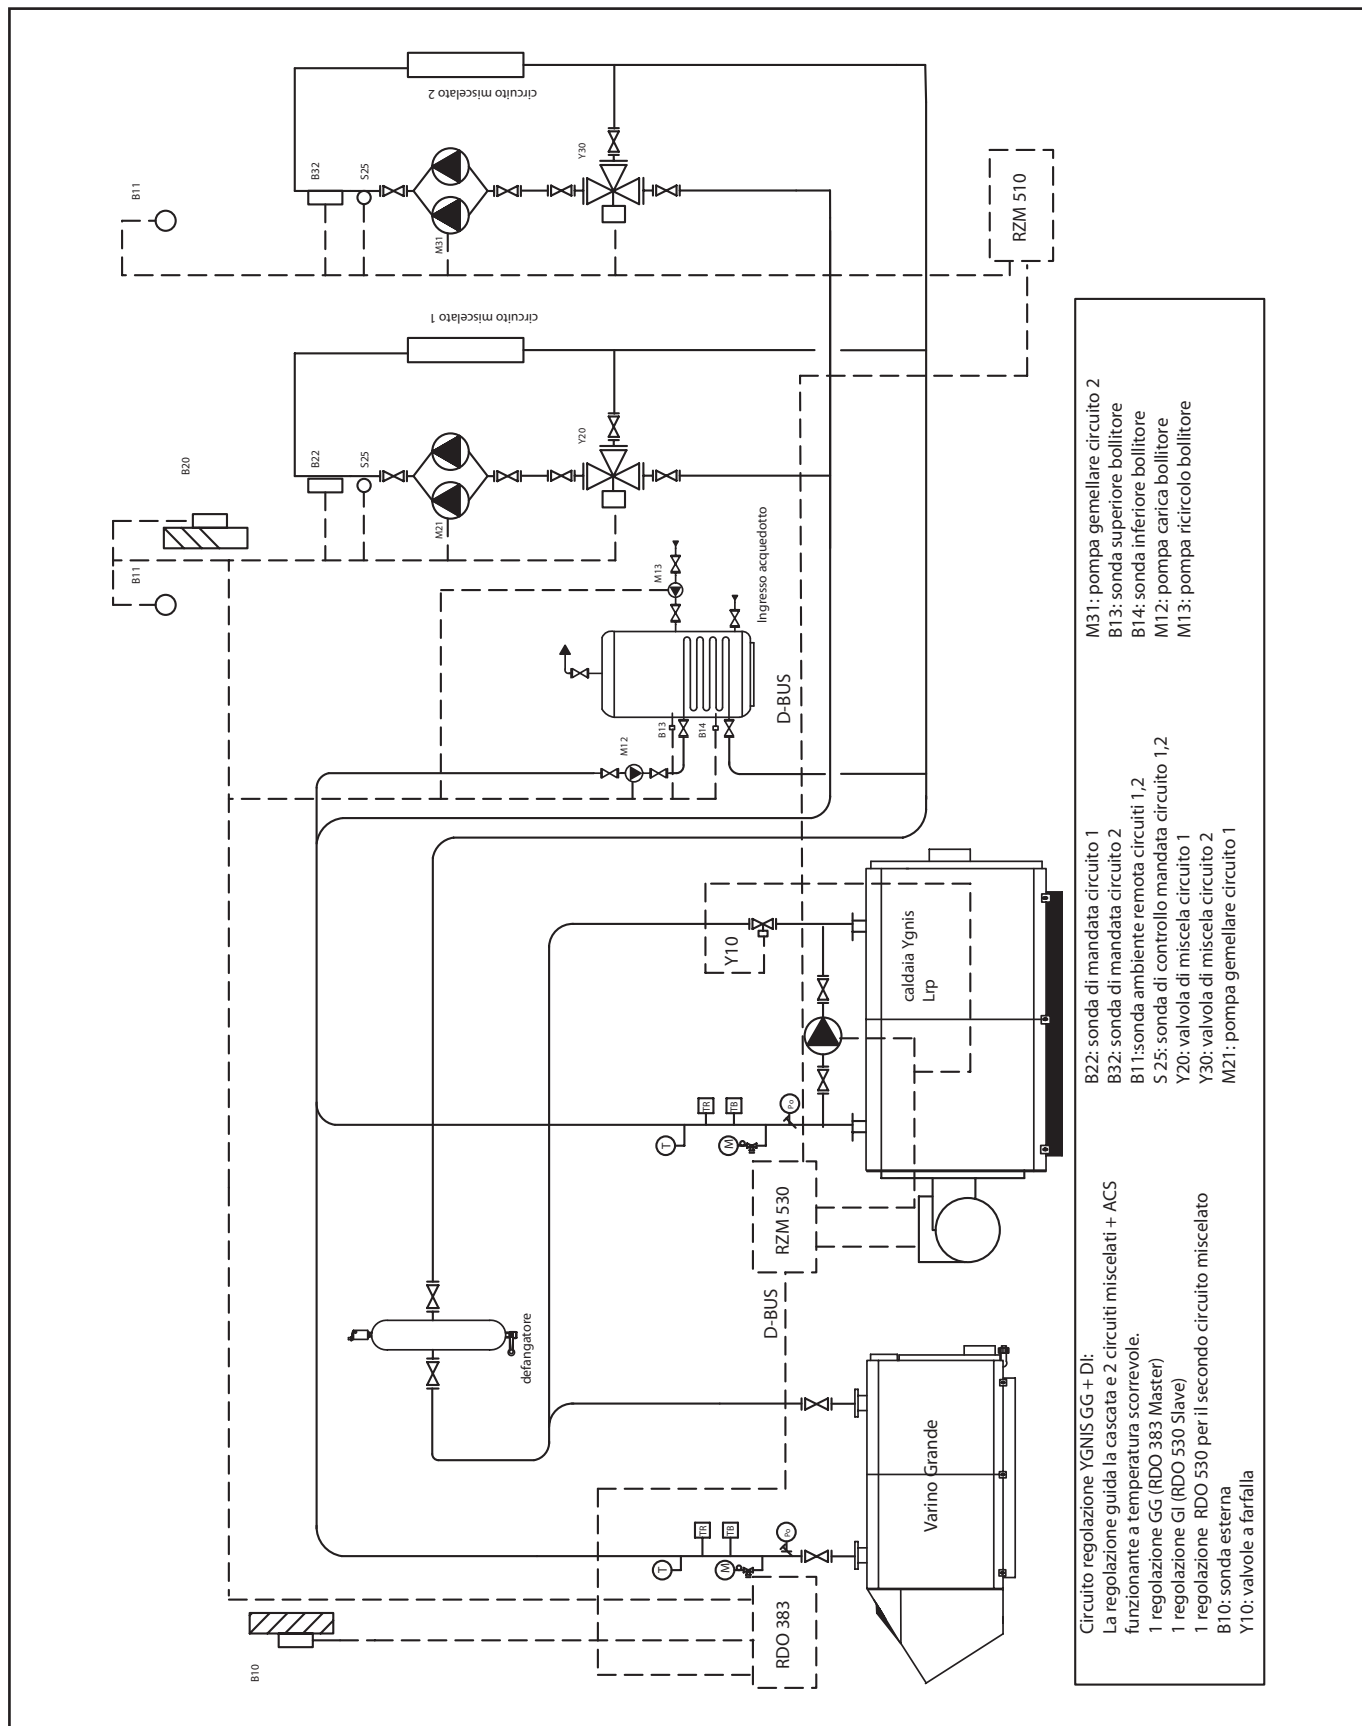 circuito miscelato 2
B11
B32
S25
M31
Y30
RZM 510
circuito miscelato 1
B20
B11
B22
S25
M21
Y20
M13
Ingresso acquedotto
B13
B14
M12
D-BUS
Y10
caldaia Ygnis
Lrp
TR
TB
Po
T
M
RZM 530
D-BUS
defangatore
Varino Grande
TR
TB
Po
T
M
RDO 383
B10
Circuito regolazione YGNIS GG + DI:
La regolazione guida la cascata e 2 circuiti miscelati + ACS
funzionante a temperatura scorrevole.
1 regolazione GG (RDO 383 Master)
1 regolazione GI (RDO 530 Slave)
1 regolazione RDO 530 per il secondo circuito miscelato
B10: sonda esterna
Y10: valvole a farfalla
B22: sonda di mandata circuito 1
B32: sonda di mandata circuito 2
B11:sonda ambiente remota circuiti 1,2
S 25: sonda di controllo mandata circuito 1,2
Y20: valvola di miscela circuito 1
Y30: valvola di miscela circuito 2
M21: pompa gemellare circuito 1
M31: pompa gemellare circuito 2
B13: sonda superiore bollitore
B14: sonda inferiore bollitore
M12: pompa carica bollitore
M13: pompa ricircolo bollitore